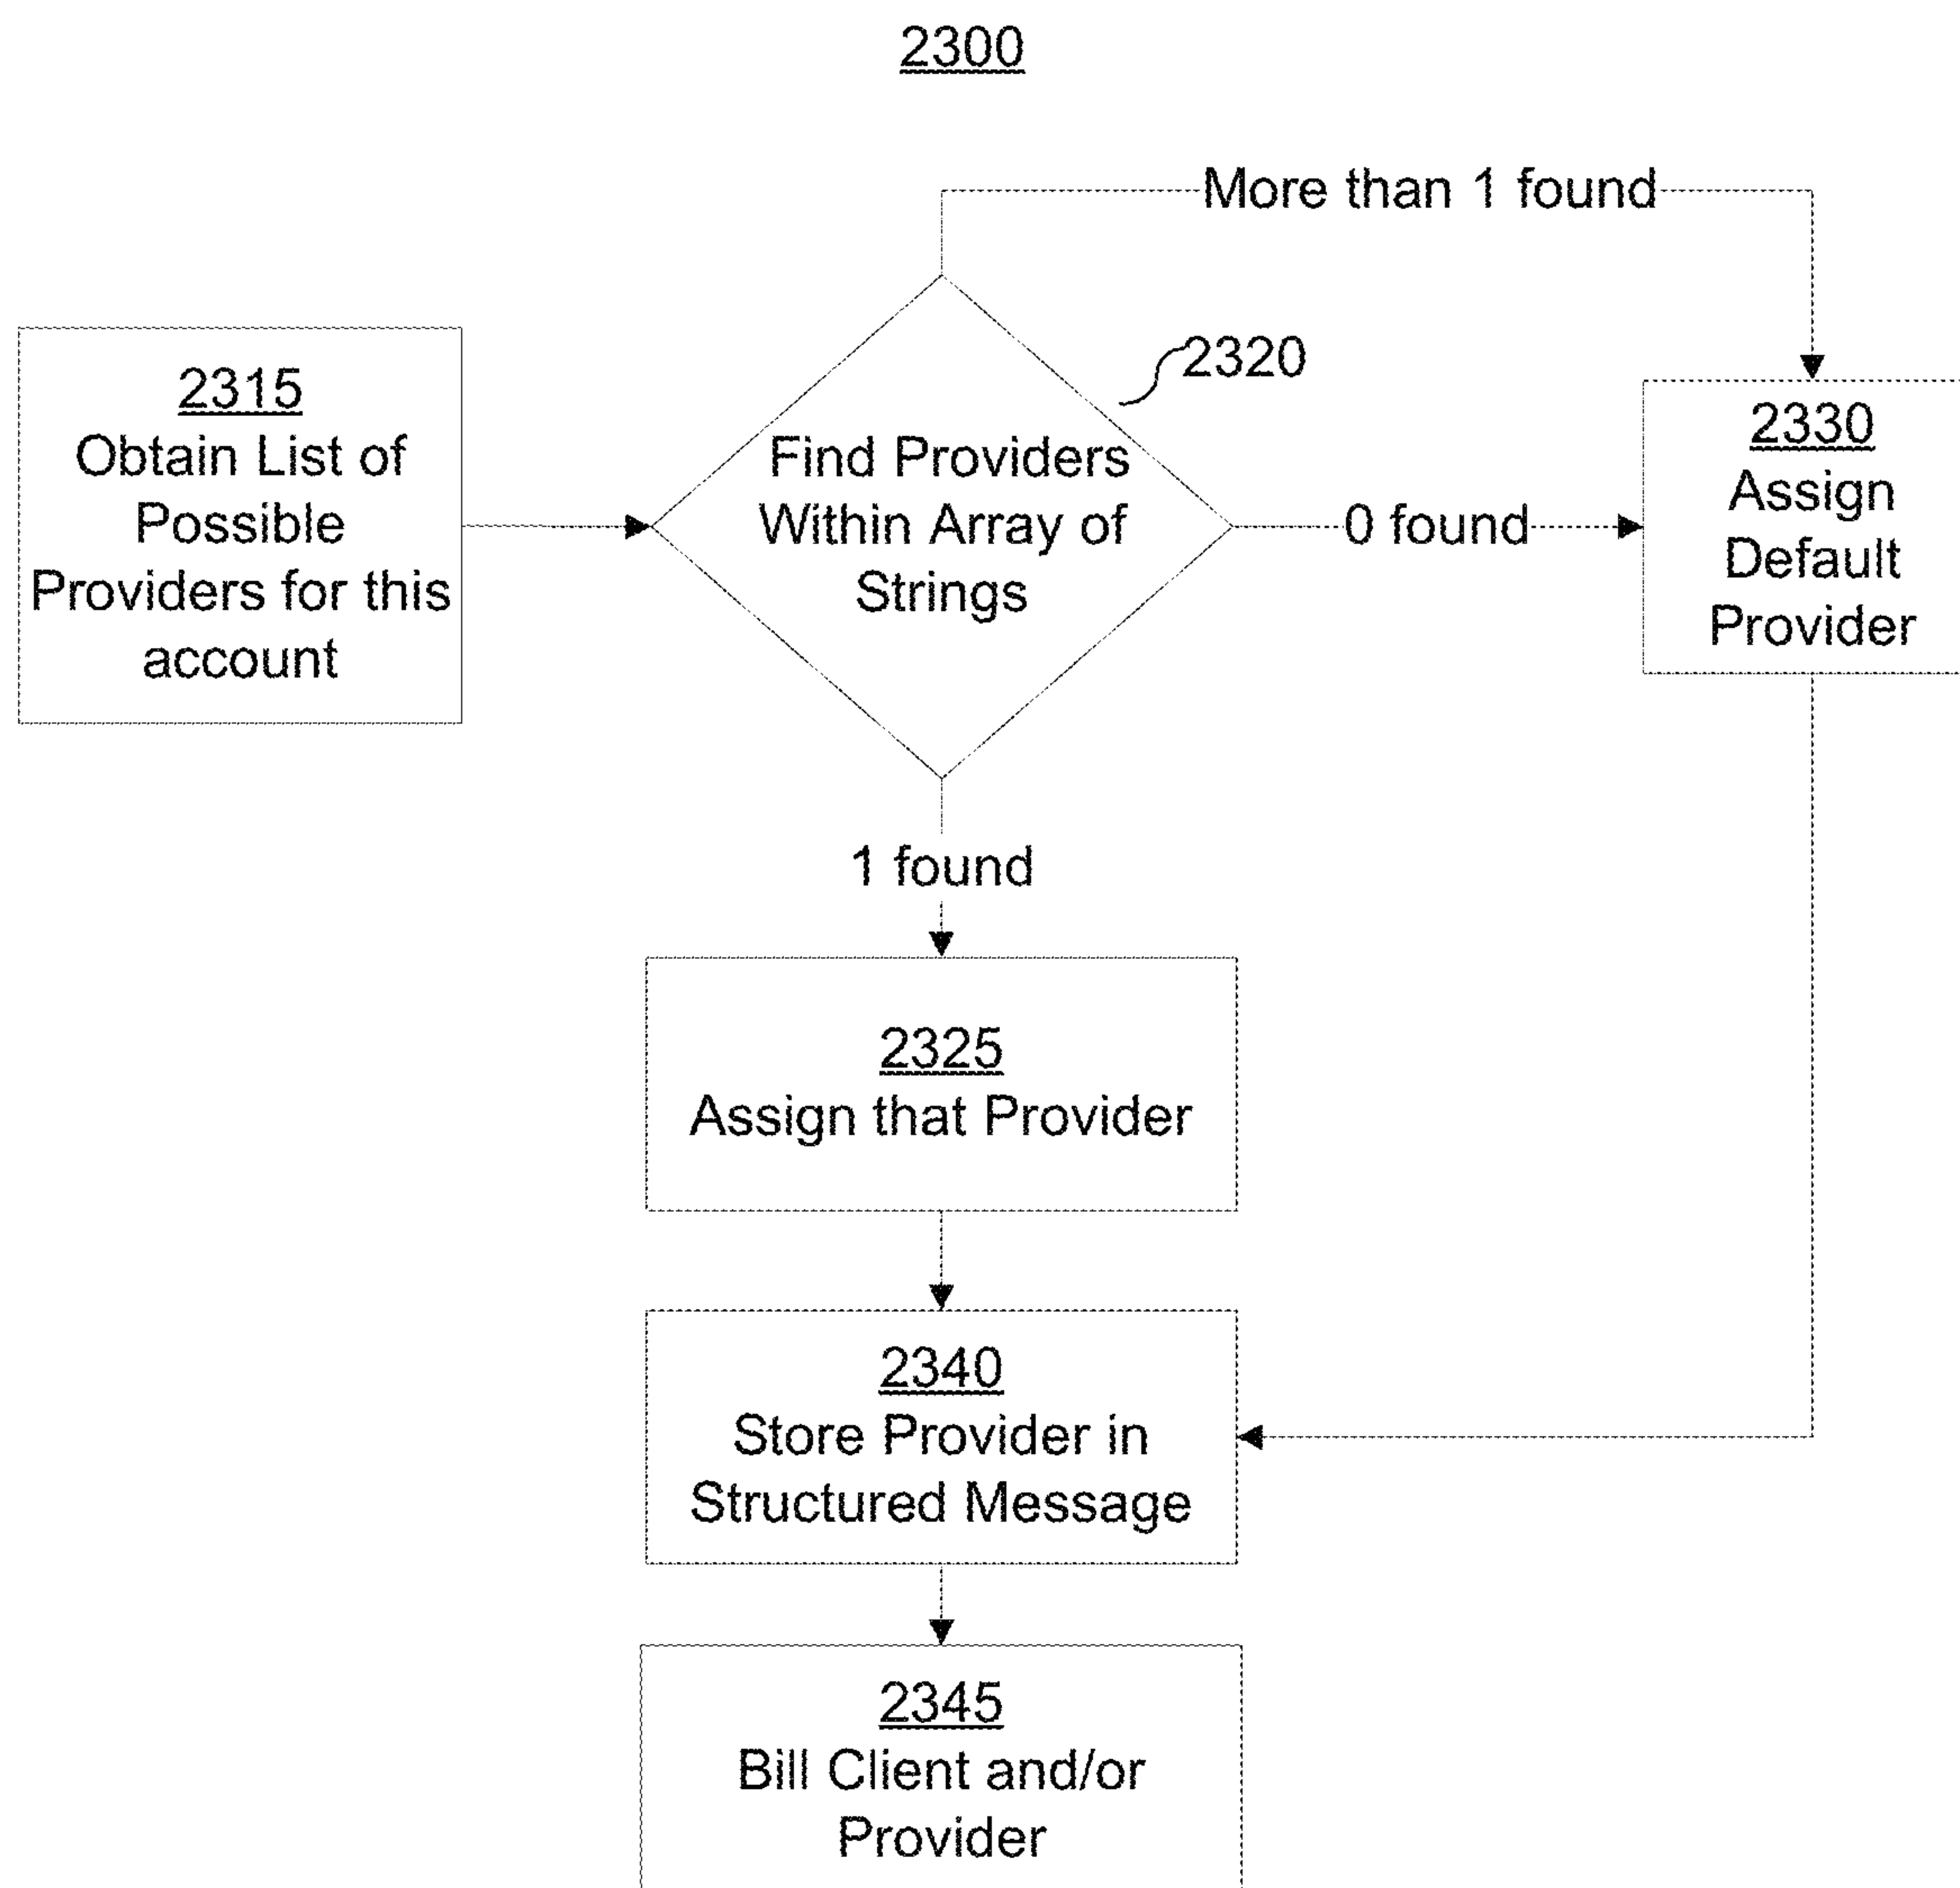 2300
More than 1 found
2315
Obtain List of
Possible
Providers for this
account
2320
Find Providers
Within Array of
Strings
0 found
2330
Assign
Default
Provider
1 found
2325
Assign that Provider
2340
Store Provider in
Structured Message
2345
Bill Client and/or
Provider